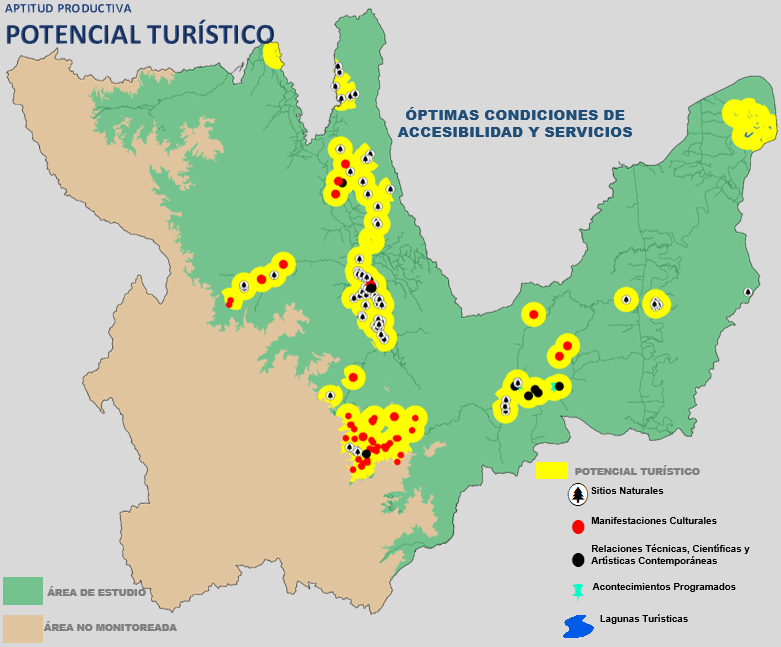 APTITUD PRODUCTIVA
POTENCIAL TURÍSTICO
ÓPTIMAS CONDICIONES DE
ACCESIBILIDAD Y SERVICIOS
POTENCIAL TURÍSTICO
Sitios Naturales
Manifestaciones Culturales
Relaciones Técnicas, Científicas y
Artísticas Contemporáneas
Acontecimientos Programados
Lagunas Turísticas
ÁREA DE ESTUDIO
ÁREA NO MONITOREADA